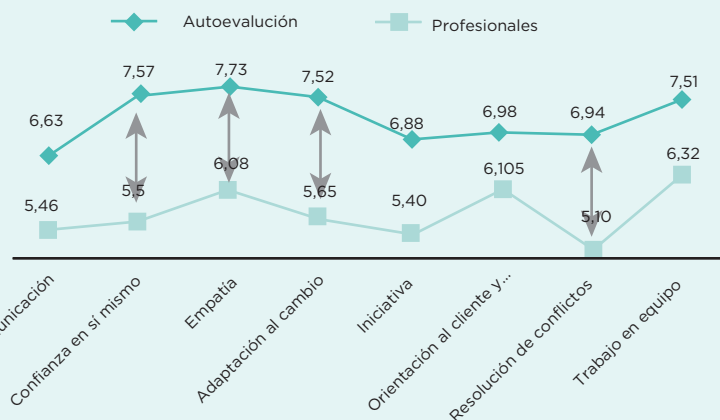 Autoevalución
Profesionales
6,63
7,57
7,73
7,52
6,88
6,98
6,94
7,51
5,46
5,5
6,08
5,65
5,40
6,105
5,10
6,32
Confianza en sí mismo
Empatía
Adaptación al cambio
Iniciativa
Orientación al cliente y...
Resolución de conflictos
Trabajo en equipo